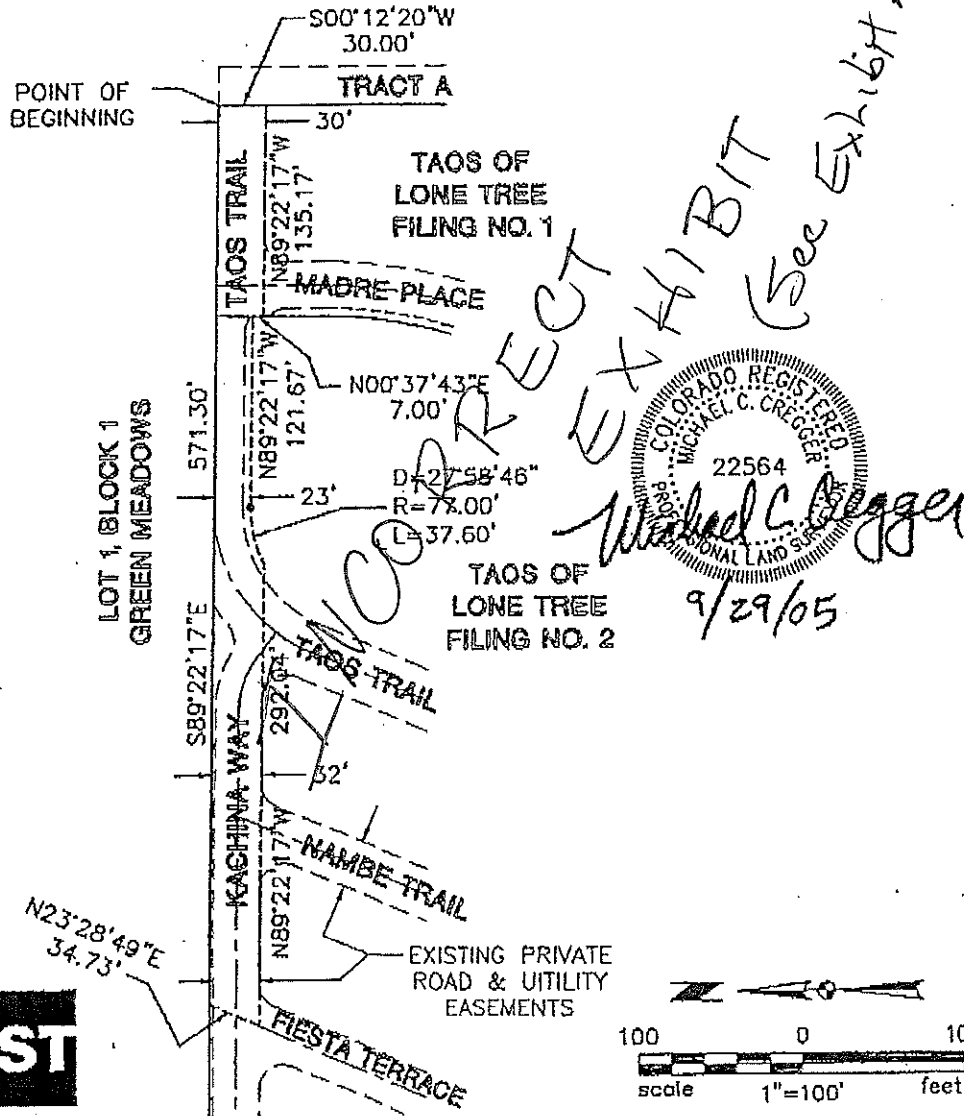 S00°12'20"W
30.00'
POINT OF
BEGINNING
TRACT A
30'
TAOS TRAIL
N89°22'17"W
135.17'
TAOS OF
LONE TREE
FILING NO. 1
MADRE PLACE
N00°37'43"E
7.00'
571.30'
N89°22'17"W
121.67'
LOT 1, BLOCK 1
GREEN MEADOWS
23'
D=27°58'46"
R=77.00'
L=37.60'
INCORRECT
EXHIBIT
(See Exhibit
COLORADO REGISTERED
MICHAEL C. CREGGER
22564
PROFESSIONAL LAND SURVEYOR
Michael C. Cregger
9/29/05
TAOS OF
LONE TREE
FILING NO. 2
TAOS TRAIL
S89°22'17"E
292.04'
KACHINA WAY
32'
N89°22'17"W
NAMBE TRAIL
N23°28'49"E
34.73'
EXISTING PRIVATE
ROAD & UITILITY
EASEMENTS
FIESTA TERRACE
ST
100 0 10
scale 1"=100' feet